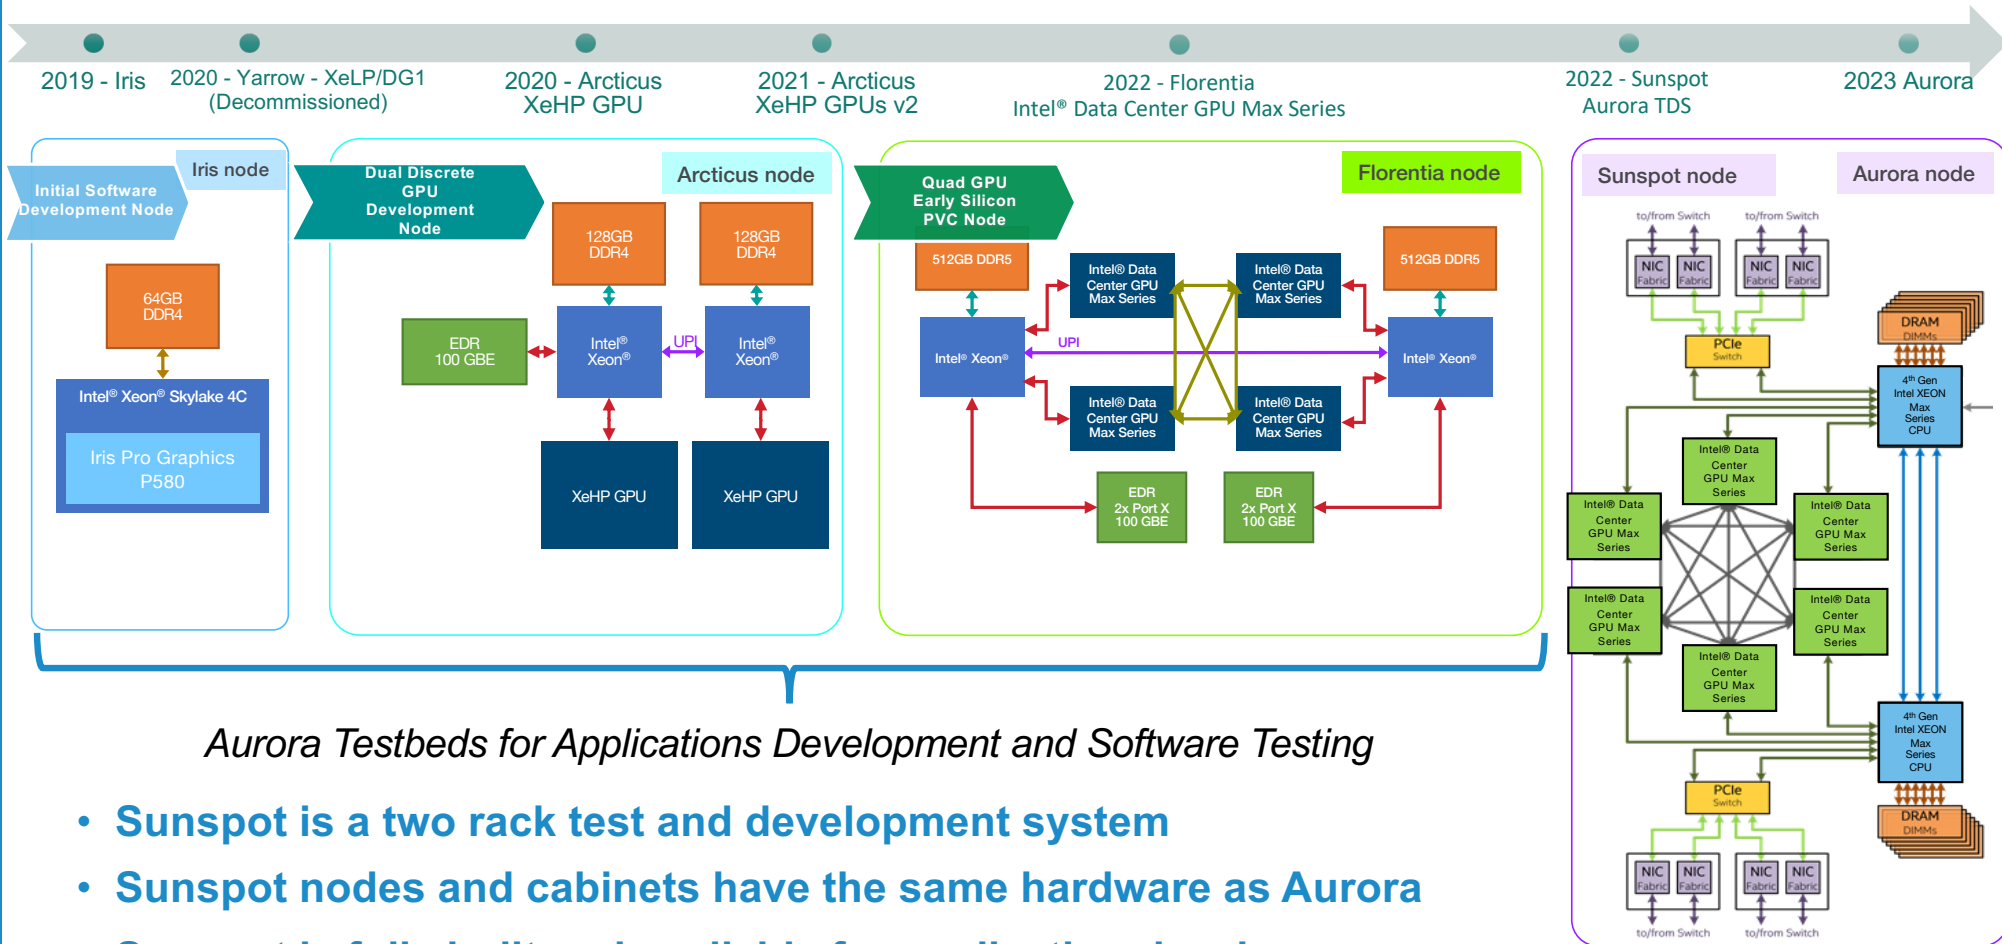 2019 - Iris
2020 - Yarrow - XeLP/DG1
(Decommissioned)
2020 - Arcticus
XeHP GPU
2021 - Arcticus
XeHP GPUs v2
2022 - Florentia
Intel® Data Center GPU Max Series
2022 - Sunspot
Aurora TDS
2023 Aurora
Initial Software
Development Node
Iris node
64GB
DDR4
Intel® Xeon® Skylake 4C
Iris Pro Graphics
P580
Dual Discrete
GPU
Development
Node
Arcticus node
128GB
DDR4
128GB
DDR4
EDR
100 GBE
Intel®
Xeon®
UPI
Intel®
Xeon®
XeHP GPU
XeHP GPU
Quad GPU
Early Silicon
PVC Node
Florentia node
512GB DDR5
512GB DDR5
Intel® Data
Center GPU
Max Series
Intel® Data
Center GPU
Max Series
Intel® Xeon®
UPI
Intel® Xeon®
Intel® Data
Center GPU
Max Series
Intel® Data
Center GPU
Max Series
EDR
2x Port X
100 GBE
EDR
2x Port X
100 GBE
Sunspot node
Aurora node
to/from Switch
to/from Switch
NIC
Fabric
NIC
Fabric
NIC
Fabric
NIC
Fabric
PCIe
Switch
DRAM
DIMMs
4th Gen
Intel XEON
Max
Series
CPU
Intel® Data
Center
GPU Max
Series
Intel® Data
Center
GPU Max
Series
Intel® Data
Center
GPU Max
Series
Intel® Data
Center
GPU Max
Series
Intel® Data
Center
GPU Max
Series
Intel® Data
Center
GPU Max
Series
4th Gen
Intel XEON
Max
Series
CPU
PCIe
Switch
DRAM
DIMMs
NIC
Fabric
NIC
Fabric
NIC
Fabric
NIC
Fabric
to/from Switch
to/from Switch
Aurora Testbeds for Applications Development and Software Testing
• Sunspot is a two rack test and development system
• Sunspot nodes and cabinets have the same hardware as Aurora